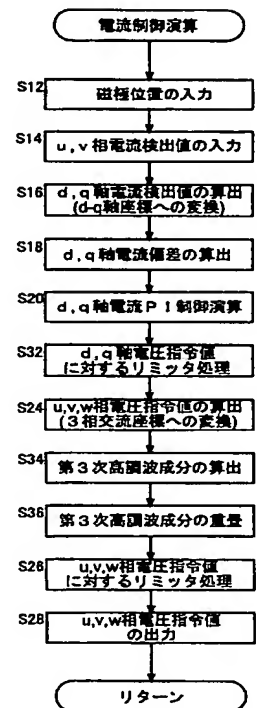 電流制御演算
S12
磁極位置の入力
S14
u,v相電流検出値の入力
S16
d,q軸電流検出値の算出
(d-q軸座標への変換)
S18
d,q軸電流偏差の算出
S20
d,q軸電流PI制御演算
S32
d,q軸電圧指令値
に対するリミッタ処理
S24
u,v,w相電圧指令値の算出
(3相交流座標への変換)
S34
第3次高調波成分の算出
S36
第3次高調波成分の重畳
S26
u,v,w相電圧指令値
に対するリミッタ処理
S28
u,v,w相電圧指令値
の出力
リターン